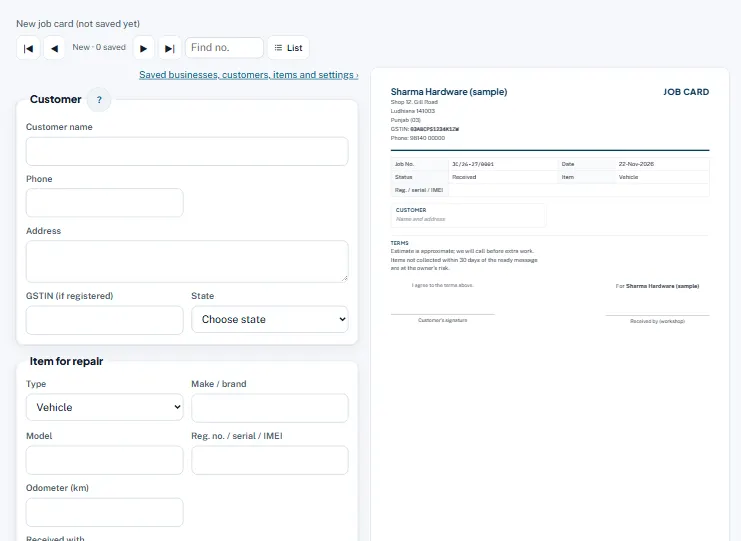 New job card (not saved yet)
New · 0 saved
Find no.
List
Saved businesses, customers, items and settings ›
Customer ?
Customer name
Phone
Address
GSTIN (if registered)
State
Choose state
Item for repair
Type
Make / brand
Vehicle
Model
Reg. no. / serial / IMEI
Odometer (km)
Received with
Sharma Hardware (sample)
JOB CARD
Shop 12, Gill Road
Ludhiana 141003
Punjab (03)
GSTIN:
Phone: 98140 00000
Job No. JC/26-27/0001 Date 22-Nov-2026
Status Received Item Vehicle
Reg. / serial / IMEI
CUSTOMER
Name and address
TERMS
Estimate is approximate; we will call before extra work.
Items not collected within 30 days of the ready message
are at the owner's risk.
I agree to the terms above.
For Sharma Hardware (sample)
Customer's signature
Received by (workshop)